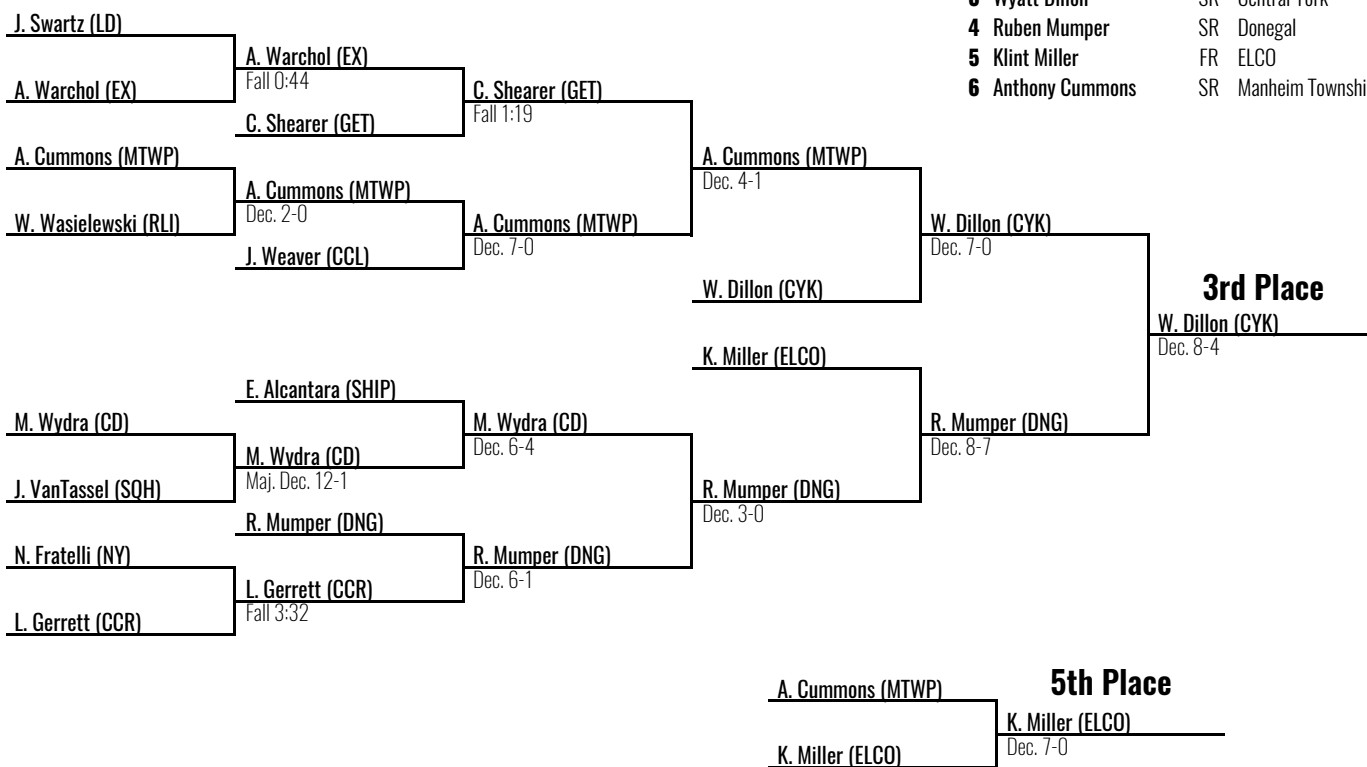 3 Wyatt Dillon SR Central York
4 Ruben Mumper SR Donegal
5 Klint Miller FR ELCO
6 Anthony Cummons SR Manheim Townshi
J. Swartz (LD)
A. Warchol (EX)
A. Warchol (EX)
Fall 0:44
C. Shearer (GET)
C. Shearer (GET)
Fall 1:19
A. Cummons (MTWP)
W. Wasielewski (RLI)
A. Cummons (MTWP)
Dec. 2-0
J. Weaver (CCL)
A. Cummons (MTWP)
Dec. 7-0
A. Cummons (MTWP)
Dec. 4-1
W. Dillon (CYK)
W. Dillon (CYK)
Dec. 7-0
3rd Place
W. Dillon (CYK)
Dec. 8-4
K. Miller (ELCO)
E. Alcantara (SHIP)
M. Wydra (CD)
J. VanTassel (SQH)
M. Wydra (CD)
Maj. Dec. 12-1
M. Wydra (CD)
Dec. 6-4
R. Mumper (DNG)
N. Fratelli (NY)
L. Gerrett (CCR)
L. Gerrett (CCR)
Fall 3:32
R. Mumper (DNG)
Dec. 6-1
R. Mumper (DNG)
Dec. 3-0
R. Mumper (DNG)
Dec. 8-7
5th Place
A. Cummons (MTWP)
K. Miller (ELCO)
K. Miller (ELCO)
Dec. 7-0